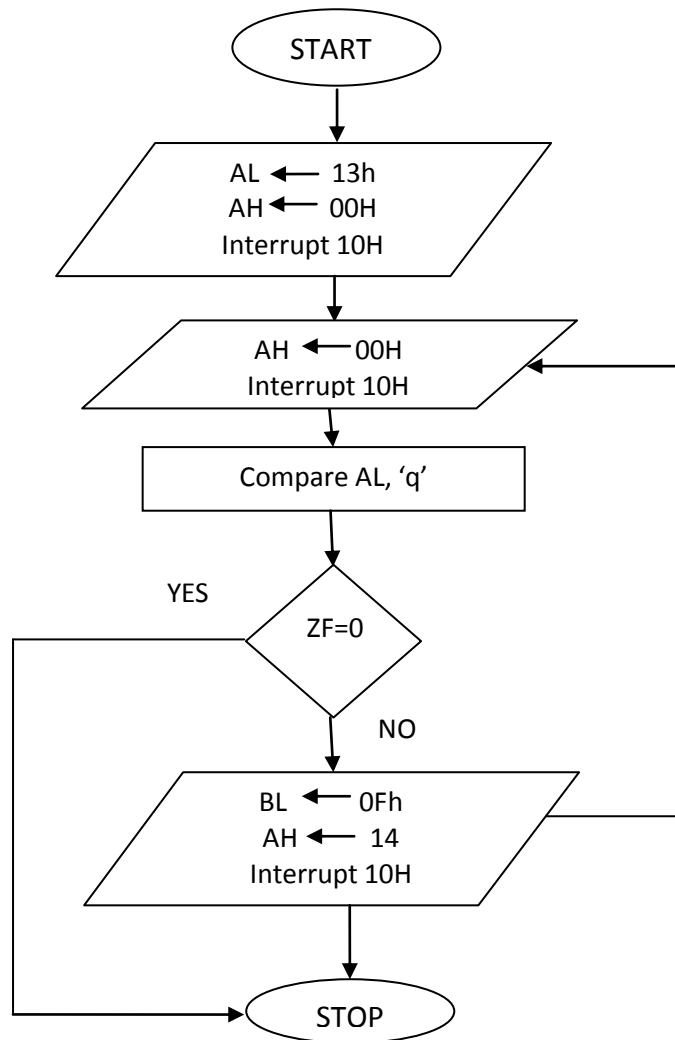 START
AL ← 13h
AH ← 00H
Interrupt 10H
AH ← 00H
Interrupt 10H
Compare AL, ‘q’
YES
ZF=0
NO
BL ← 0Fh
AH ← 14
Interrupt 10H
STOP